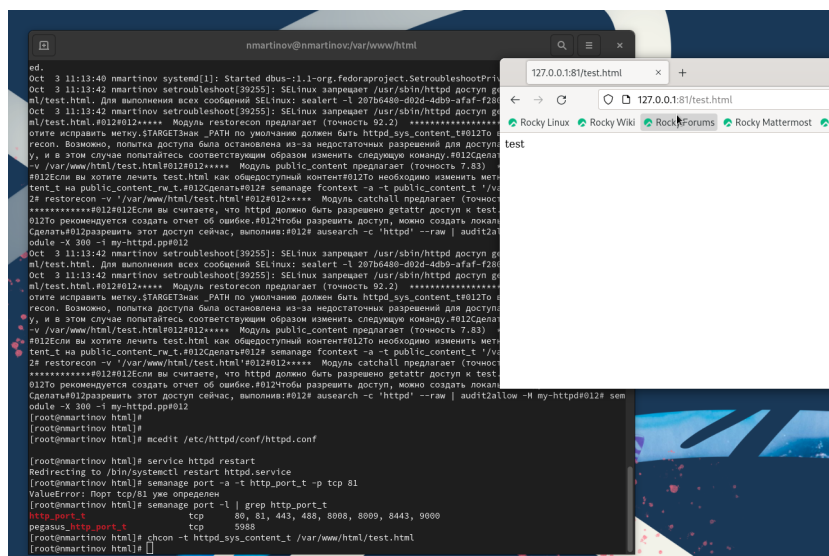 nmartinov@nmartinov:/var/www/html
ed.
Oct 3 11:13:40 nmartinov systemd[1]: Started dbus-:1.1-org.fedoraproject.SetroubleshootPriv
Oct 3 11:13:42 nmartinov setroubleshoot[39255]: SELinux запрещает /usr/sbin/httpd доступ ge
ml/test.html. Для выполнения всех сообщений SELinux: sealert -l 207b6480-d02d-4db9-afaf-f280
Oct 3 11:13:42 nmartinov setroubleshoot[39255]: SELinux запрещает /usr/sbin/httpd доступ ge
ml/test.html.#012#012***** Модуль restorecon предлагает (точность 92.2) ******************
отите исправить метку.$TARGETЗнак _PATH по умолчанию должен быть httpd_sys_content_t#012То в
recon. Возможно, попытка доступа была остановлена из-за недостаточных разрешений для доступа
у, и в этом случае попытайтесь соответствующим образом изменить следующую команду.#012Сделат
-v /var/www/html/test.html#012#012***** Модуль public_content предлагает (точность 7.83) *
#012Если вы хотите лечить test.html как общедоступный контент#012То необходимо изменить метк
tent_t на public_content_rw_t.#012Сделать#012# semanage fcontext -a -t public_content_t '/va
2# restorecon -v '/var/www/html/test.html'#012#012***** Модуль catchall предлагает (точност
************#012#012Если вы считаете, что httpd должно быть разрешено getattr доступ к test.
012То рекомендуется создать отчет об ошибке.#012Чтобы разрешить доступ, можно создать локаль
Сделать#012разрешить этот доступ сейчас, выполнив:#012# ausearch -c 'httpd' --raw | audit2al
odule -X 300 -i my-httpd.pp#012
Oct 3 11:13:42 nmartinov setroubleshoot[39255]: SELinux запрещает /usr/sbin/httpd доступ ge
ml/test.html. Для выполнения всех сообщений SELinux: sealert -l 207b6480-d02d-4db9-afaf-f280
Oct 3 11:13:42 nmartinov setroubleshoot[39255]: SELinux запрещает /usr/sbin/httpd доступ ge
ml/test.html.#012#012***** Модуль restorecon предлагает (точность 92.2) ******************
отите исправить метку.$TARGETЗнак _PATH по умолчанию должен быть httpd_sys_content_t#012То в
recon. Возможно, попытка доступа была остановлена из-за недостаточных разрешений для доступа
у, и в этом случае попытайтесь соответствующим образом изменить следующую команду.#012Сделат
-v /var/www/html/test.html#012#012***** Модуль public_content предлагает (точность 7.83) *
#012Если вы хотите лечить test.html как общедоступный контент#012То необходимо изменить метк
tent_t на public_content_rw_t.#012Сделать#012# semanage fcontext -a -t public_content_t '/va
2# restorecon -v '/var/www/html/test.html'#012#012***** Модуль catchall предлагает (точност
************#012#012Если вы считаете, что httpd должно быть разрешено getattr доступ к test.
012То рекомендуется создать отчет об ошибке.#012Чтобы разрешить доступ, можно создать локаль
Сделать#012разрешить этот доступ сейчас, выполнив:#012# ausearch -c 'httpd' --raw | audit2allow -M my-httpd#012# sem
odule -X 300 -i my-httpd.pp#012
[root@nmartinov html]#
[root@nmartinov html]#
[root@nmartinov html]# mcedit /etc/httpd/conf/httpd.conf
[root@nmartinov html]# service httpd restart
Redirecting to /bin/systemctl restart httpd.service
[root@nmartinov html]# semanage port -a -t http_port_t -p tcp 81
ValueError: Порт tcp/81 уже определен
[root@nmartinov html]# semanage port -l | grep http_port_t
http_port_t tcp 80, 81, 443, 488, 8008, 8009, 8443, 9000
pegasus_http_port_t tcp 5988
[root@nmartinov html]# chcon -t httpd_sys_content_t /var/www/html/test.html
[root@nmartinov html]#
127.0.0.1:81/test.html
127.0.0.1:81/test.html
Rocky Linux Rocky Wiki Rocky Forums Rocky Mattermost
test